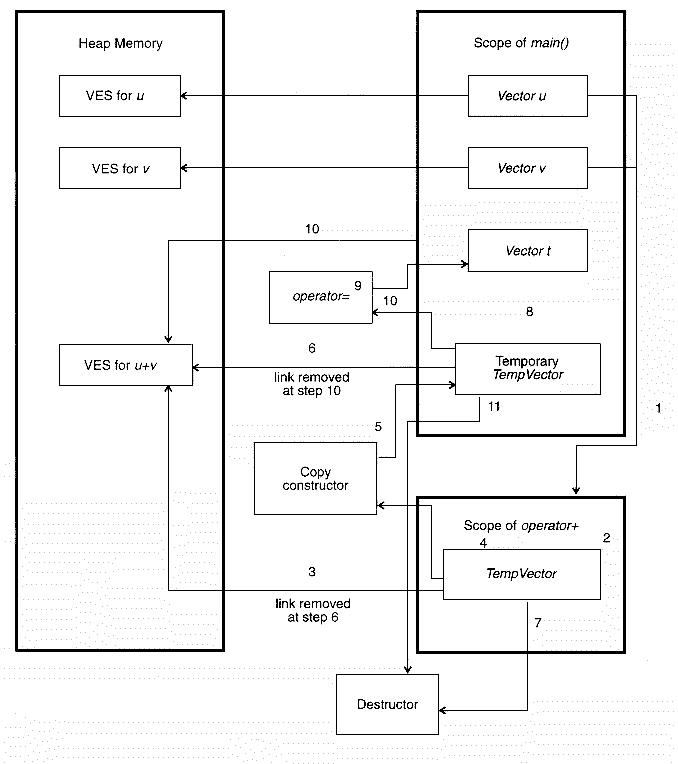 Heap Memory
Scope of main()
VES for u
Vector u
VES for v
Vector v
10
Vector t
operator=
9
10
8
VES for u+v
6
link removed
at step 10
Temporary
TempVector
11
1
5
Copy
constructor
Scope of operator+
4
2
3
TempVector
link removed
at step 6
7
Destructor